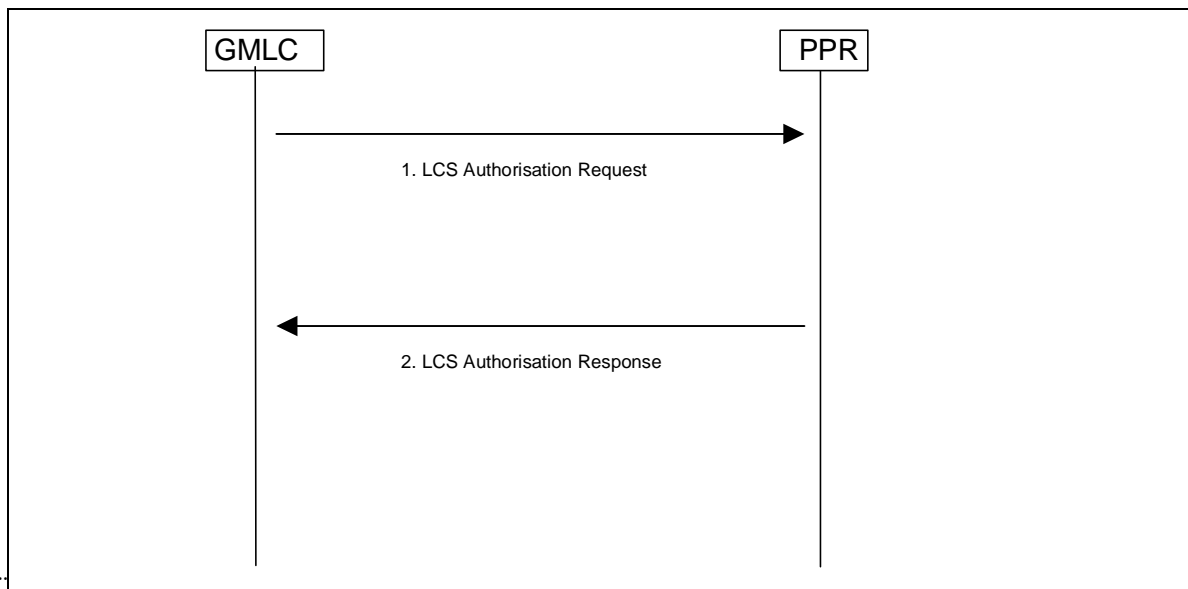 GMLC PPR
1. LCS Authorisation Request
2. LCS Authorisation Response
..